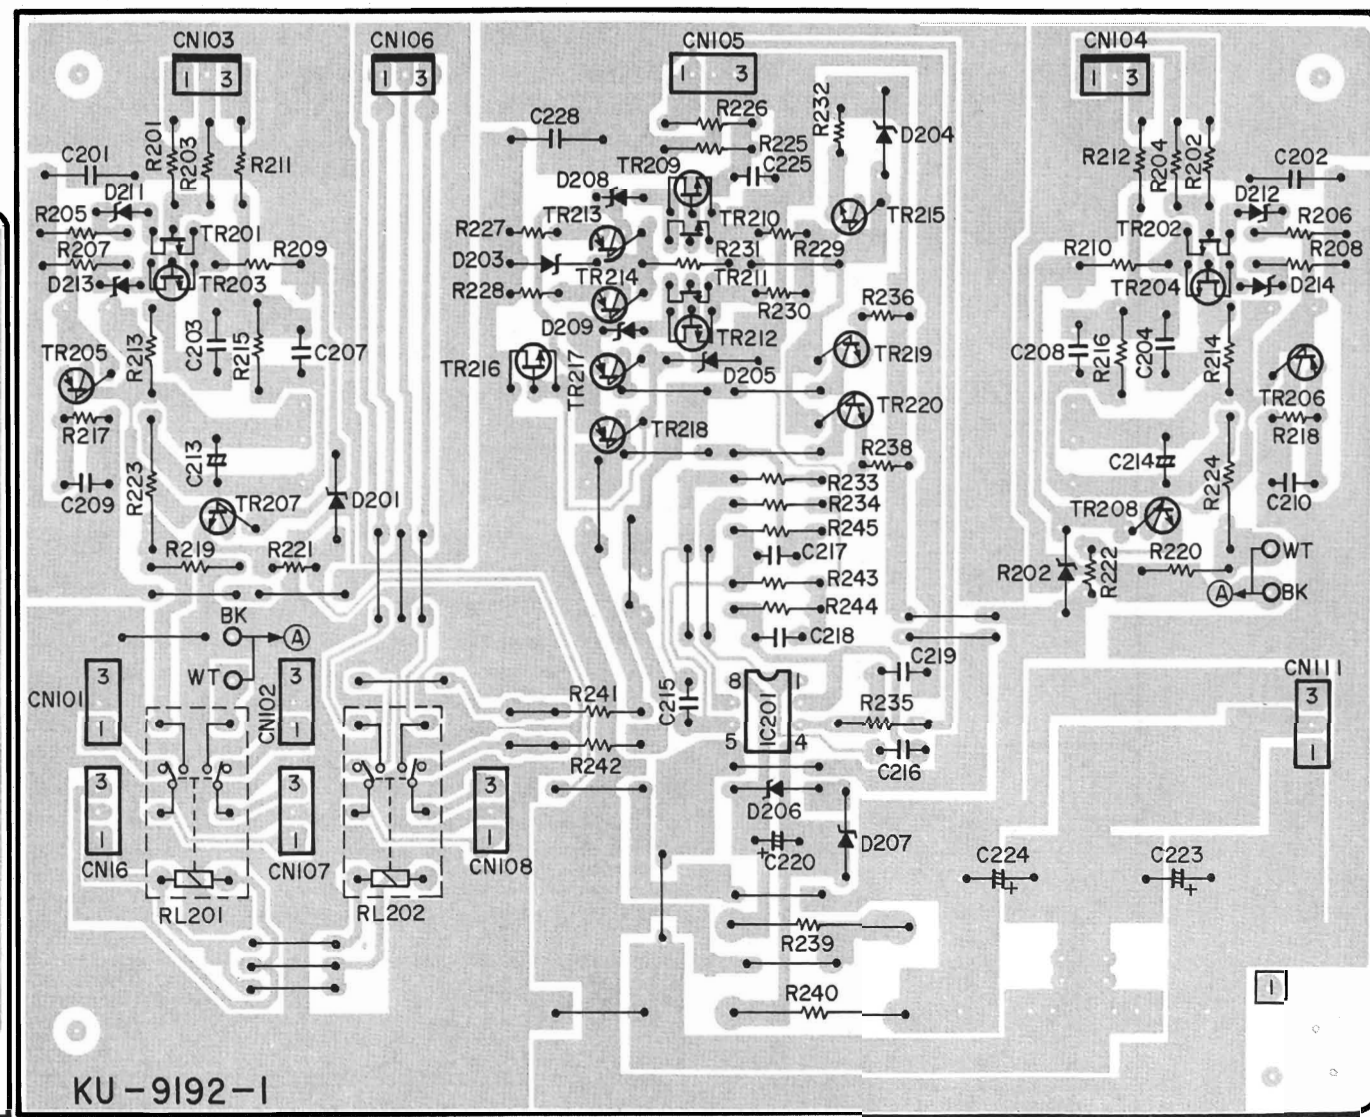 CN103
CN106
CN105
CN104
1 3
1 3
1 3
1 3
R226
C228
R232
D204
R201
R203
R211
R225
R212
R204
R202
C201
TR209
C225
C202
D211
D208
D212
R205
TR213
TR210
TR215
R206
R227
TR201
TR202
R207
R209
R231
R229
R210
R208
D203
TR214
TR211
D213
TR203
TR204
D214
R228
R230
R236
D209
TR212
C203
R213
R215
C207
TR205
TR216
TR217
D205
TR219
C208
R216
C204
R214
TR206
R217
TR218
TR220
R218
C213
R238
C214
R224
C209
R223
R233
C210
TR207
D201
R234
TR208
R245
R219
R221
C217
R220
WT
R202
R222
R243
A
BK
R244
BK
A
C218
C219
WT
CN111
CN101
3
1
CN102
3
1
R241
C215
8 1
IC201
5 4
R235
3
1
R242
C216
3
1
3
1
3
1
D206
D207
CN16
CN107
CN108
+
C220
C224
+
C223
+
RL201
RL202
R239
R240
1
KU-9192-1